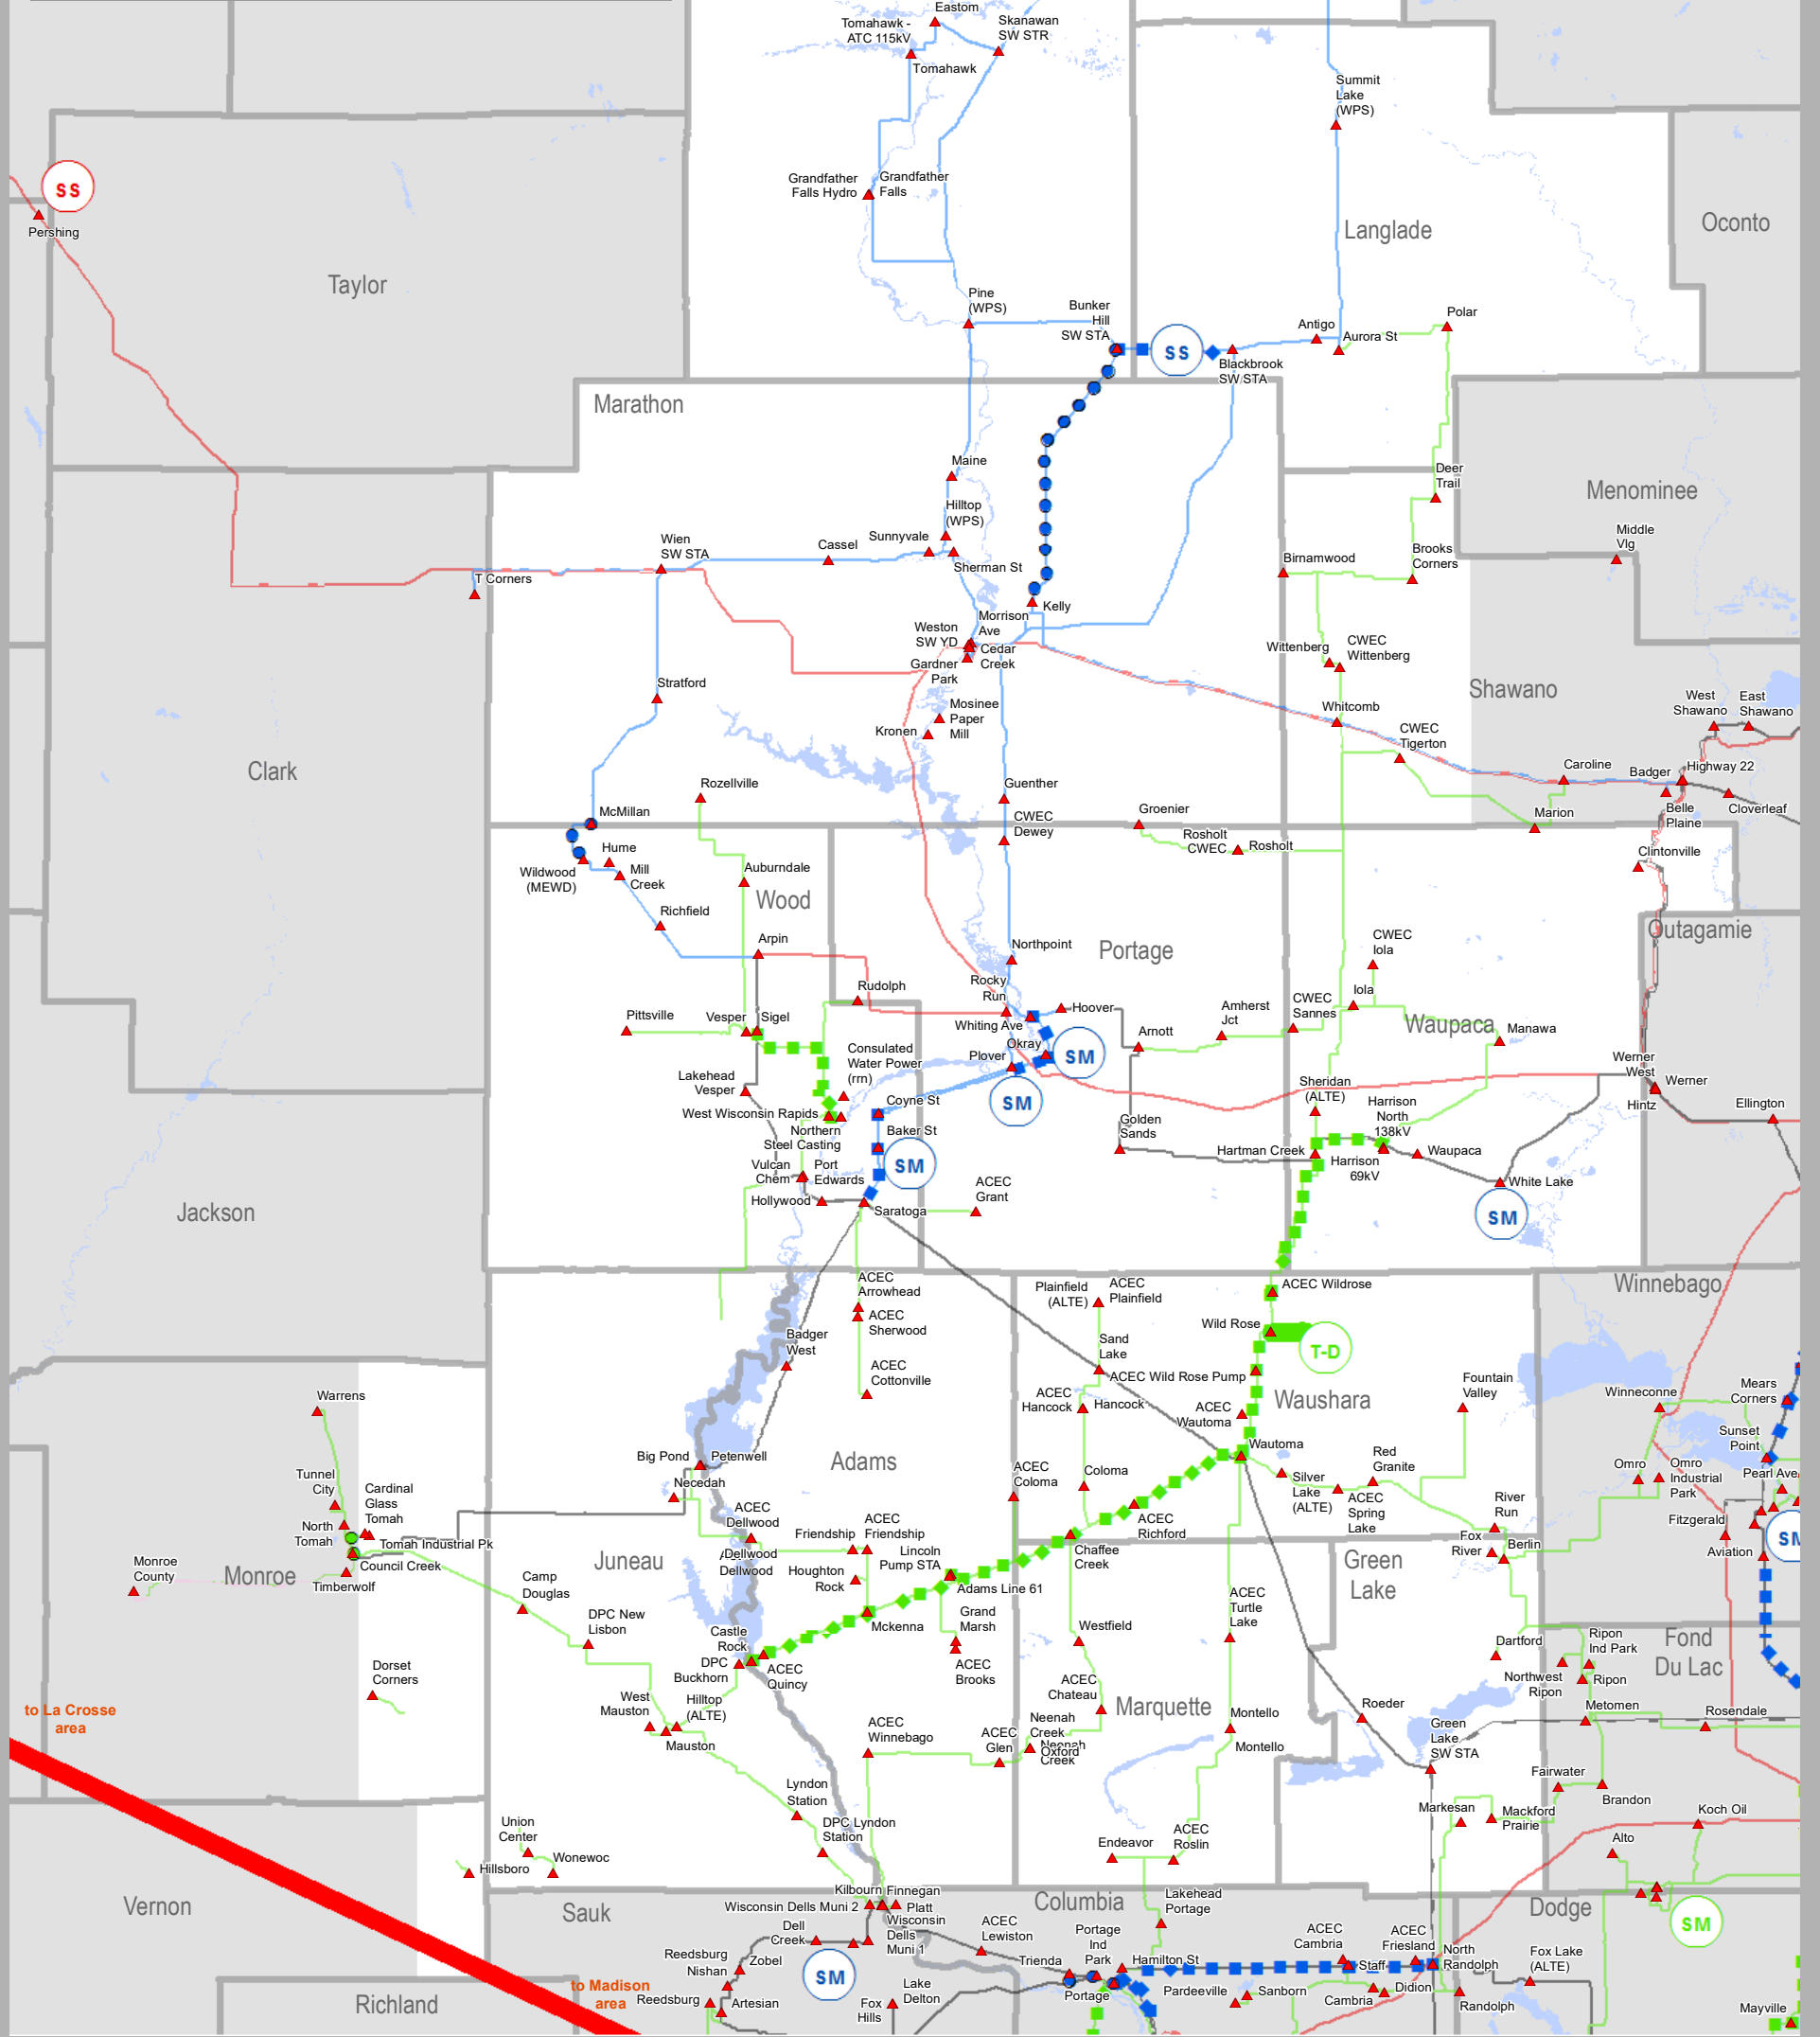 Eastom
Tomahawk -
ATC 115kV
Skanawan
SW STR
Tomahawk
Summit
Lake
(WPS)
SS
Pershing
Grandfather
Falls Hydro
Grandfather
Falls
Langlade
Oconto
Taylor
Pine
(WPS)
Bunker
Hill
SW STA
SS
Blackbrook
SW STA
Antigo
Aurora St
Polar
Marathon
Maine
Hilltop
(WPS)
Deer
Trail
Menominee
Middle
Vlg
Wien
SW STA
Cassel
Sunnyvale
Sherman St
T Corners
Birnamwood
Brooks
Corners
Kelly
Morrison
Ave
Weston
SW YD
Cedar
Creek
Gardner
Park
Wittenberg
CWEC
Wittenberg
Stratford
Mosinee
Paper
Mill
Kronen
Whitcomb
Shawano
West
Shawano
East
Shawano
CWEC
Tigerton
Clark
Rozellville
Guenther
Caroline
Badger
Highway 22
Belle
Plaine
Cloverleaf
McMillan
CWEC
Dewey
Groenier
Rosholt
CWEC
Rosholt
Marion
Hume
Wildwood
(MEWD)
Mill
Creek
Auburndale
Wood
Clintonville
Richfield
Arpin
Northpoint
Portage
CWEC
Iola
Outagamie
Rudolph
Rocky
Run
Hoover
Iola
Pittsville
Vesper
Sigel
Whiting Ave
Okray
SM
Arnott
Amherst
Jct
CWEC
Sannes
Waupaca
Manawa
Consulated
Water Power
(rrn)
Plover
SM
Lakehead
Vesper
West Wisconsin Rapids
Coyne St
Sheridan
(ALTE)
Werner
West
Werner
Hintz
Ellington
Northern
Steel Casting
Baker St
SM
Golden
Sands
Harrison
North
138kV
Hartman Creek
Harrison
69kV
Waupaca
White Lake
SM
Vulcan
Chem
Port
Edwards
Hollywood
Saratoga
ACEC
Grant
Jackson
ACEC
Arrowhead
ACEC
Sherwood
Plainfield
(ALTE)
ACEC
Plainfield
ACEC Wildrose
Winnebago
Badger
West
Sand
Lake
Wild Rose
T-D
ACEC
Cottonville
ACEC Wild Rose Pump
ACEC
Hancock
Hancock
ACEC
Wautoma
Waushara
Fountain
Valley
Winneconne
Mears
Corners
Warrens
Sunset
Point
Big Pond
Petenwell
Adams
Wautoma
Necedah
ACEC
Coloma
Coloma
Silver
Lake
(ALTE)
Red
Granite
ACEC
Spring
Lake
Omro
Omro
Industrial
Park
Pearl Ave
Tunnel
City
Cardinal
Glass
Tomah
North
Tomah
Tomah Industrial Pk
Council Creek
Timberwolf
Monroe
County
Monroe
ACEC
Dellwood
Dellwood
Dellwood
Friendship
ACEC
Friendship
Lincoln
Pump STA
Houghton
Rock
Adams Line 61
ACEC
Richford
Chaffee
Creek
River
Run
Fox
River
Berlin
Fitzgerald
Aviation
SM
Juneau
Green
Lake
Camp
Douglas
DPC New
Lisbon
Mckenna
Grand
Marsh
ACEC
Brooks
ACEC
Turtle
Lake
Castle
Rock
DPC
Buckhorn
ACEC
Quincy
Westfield
Dartford
Ripon
Ind Park
Fond
Du Lac
Northwest
Ripon
Ripon
Dorset
Corners
West
Mauston
Hilltop
(ALTE)
Mauston
ACEC
Chateau
Marquette
Metomen
Rosendale
to La Crosse
area
ACEC
Winnebago
ACEC
Glen
Neenah
Creek
Oxford
Creek
Montello
Montello
Roeder
Green
Lake
SW STA
Fairwater
Brandon
Lyndon
Station
DPC Lyndon
Station
Markesan
Mackford
Prairie
Koch Oil
Alto
Union
Center
Wonewoc
Hillsboro
Endeavor
ACEC
Roslin
Vernon
Sauk
Kilbourn
Finnegan
Wisconsin Dells Muni 2
Platt
Wisconsin
Dells
Muni 1
Columbia
Lakehead
Portage
Dodge
SM
Dell
Creek
SM
ACEC
Lewiston
Portage
Ind
Park
Trienda
Hamilton St
ACEC
Cambria
ACEC
Friesland
Staff
North
Randolph
Fox Lake
(ALTE)
Reedsburg
Nishan
Zobel
Reedsburg
Artesian
to Madison
area
Richland
Fox
Hills
Lake
Delton
Portage
Pardeeville
Sanborn
Cambria
Didion
Randolph
Mayville